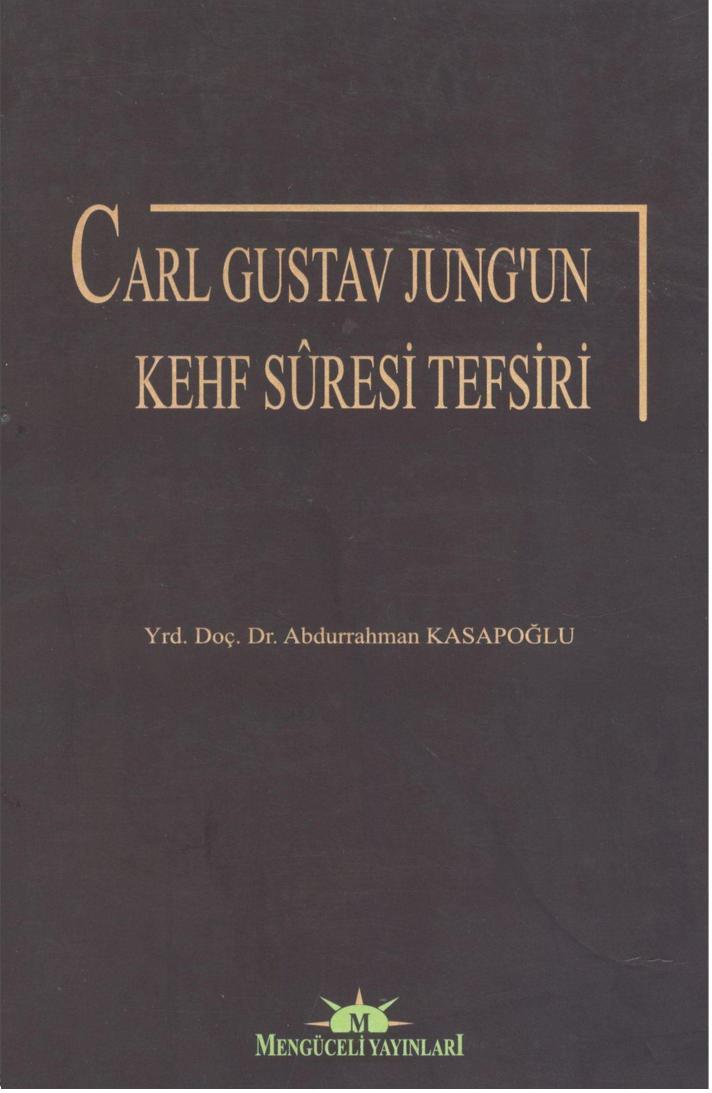 CARL GUSTAV JUNG'UN
KEHF SÛRESİ TEFSİRİ
Yrd. Doç. Dr. Abdurrahman KASAPOĞLU
M
MENGÜCELİ YAYINLARI